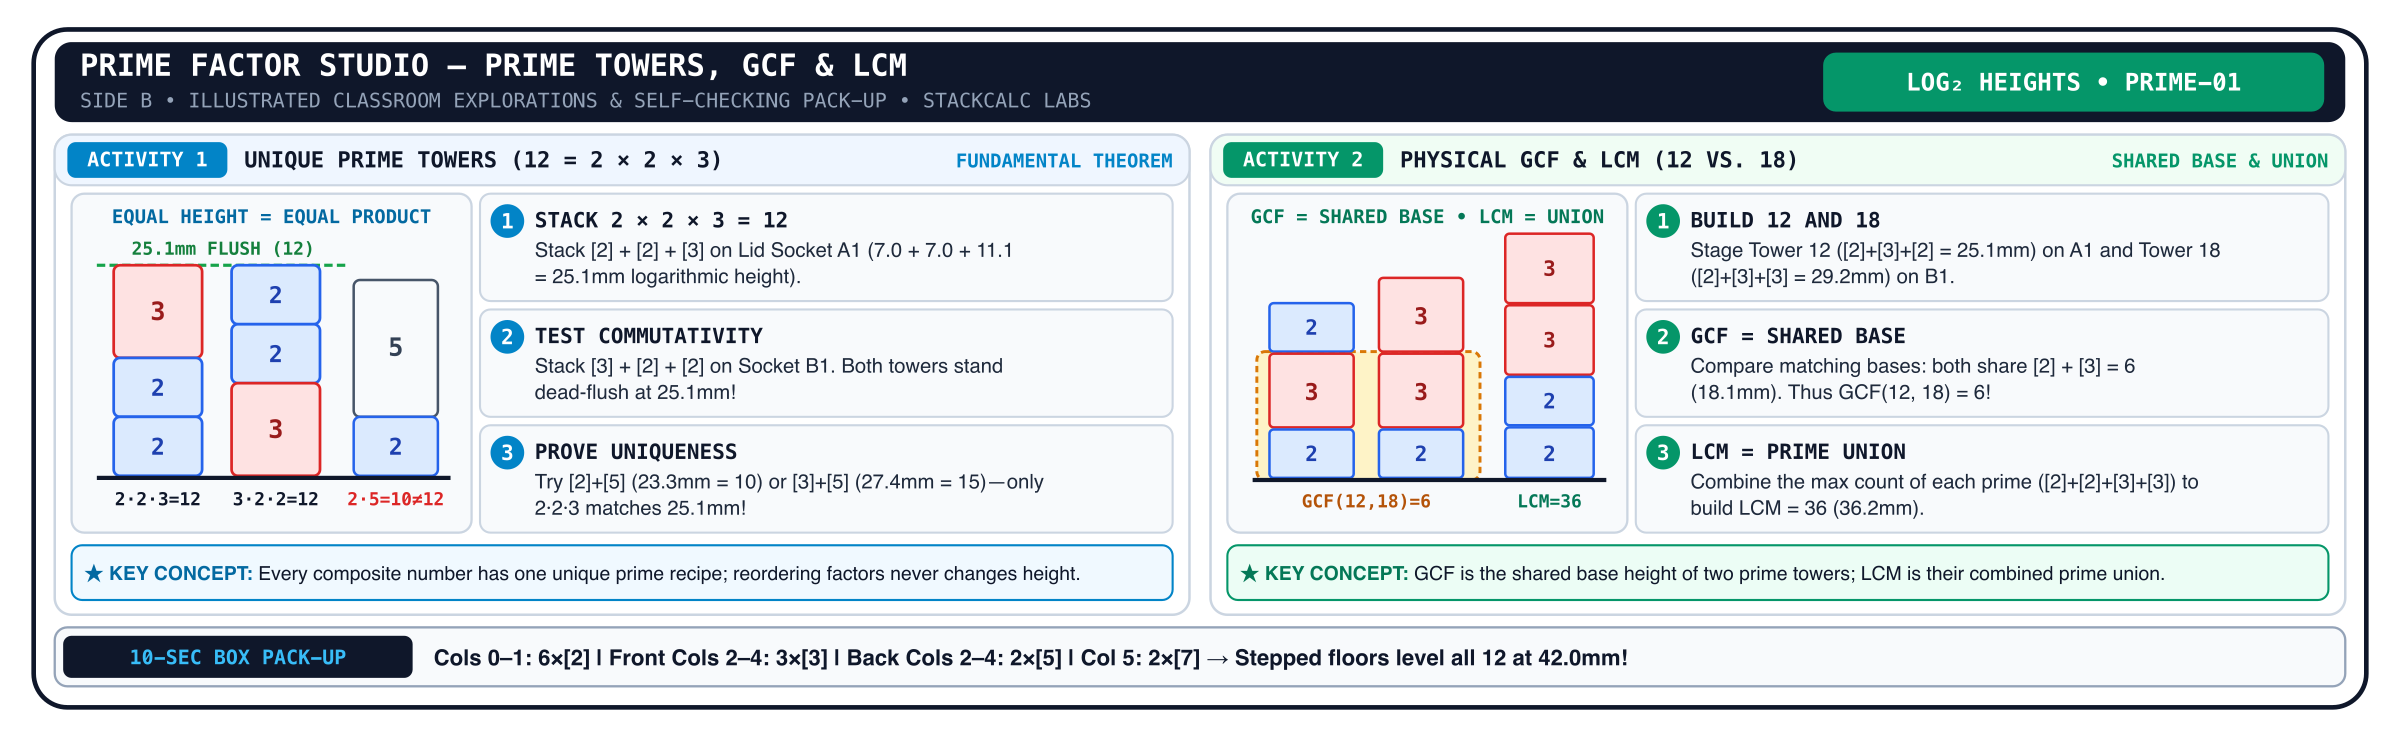 PRIME FACTOR STUDIO — PRIME TOWERS, GCF & LCM
SIDE B • ILLUSTRATED CLASSROOM EXPLORATIONS & SELF-CHECKING PACK-UP • STACKCALC LABS
LOG₂ HEIGHTS • PRIME-01
ACTIVITY 1
UNIQUE PRIME TOWERS (12 = 2 × 2 × 3)
FUNDAMENTAL THEOREM
EQUAL HEIGHT = EQUAL PRODUCT
25.1mm FLUSH (12)
3
2
2
2
2
3
5
2
2·2·3=12
3·2·2=12
2·5=10≠12
1
STACK 2 × 2 × 3 = 12
Stack [2] + [2] + [3] on Lid Socket A1 (7.0 + 7.0 + 11.1
= 25.1mm logarithmic height).
2
TEST COMMUTATIVITY
Stack [3] + [2] + [2] on Socket B1. Both towers stand
dead-flush at 25.1mm!
3
PROVE UNIQUENESS
Try [2]+[5] (23.3mm = 10) or [3]+[5] (27.4mm = 15)—only
2·2·3 matches 25.1mm!
★ KEY CONCEPT: Every composite number has one unique prime recipe; reordering factors never changes height.
ACTIVITY 2
PHYSICAL GCF & LCM (12 VS. 18)
SHARED BASE & UNION
GCF = SHARED BASE • LCM = UNION
2
3
2
3
3
2
3
3
2
2
GCF(12,18)=6
LCM=36
1
BUILD 12 AND 18
Stage Tower 12 ([2]+[3]+[2] = 25.1mm) on A1 and Tower 18
([2]+[3]+[3] = 29.2mm) on B1.
2
GCF = SHARED BASE
Compare matching bases: both share [2] + [3] = 6
(18.1mm). Thus GCF(12, 18) = 6!
3
LCM = PRIME UNION
Combine the max count of each prime ([2]+[2]+[3]+[3]) to
build LCM = 36 (36.2mm).
★ KEY CONCEPT: GCF is the shared base height of two prime towers; LCM is their combined prime union.
10-SEC BOX PACK-UP
Cols 0–1: 6×[2] | Front Cols 2–4: 3×[3] | Back Cols 2–4: 2×[5] | Col 5: 2×[7] → Stepped floors level all 12 at 42.0mm!